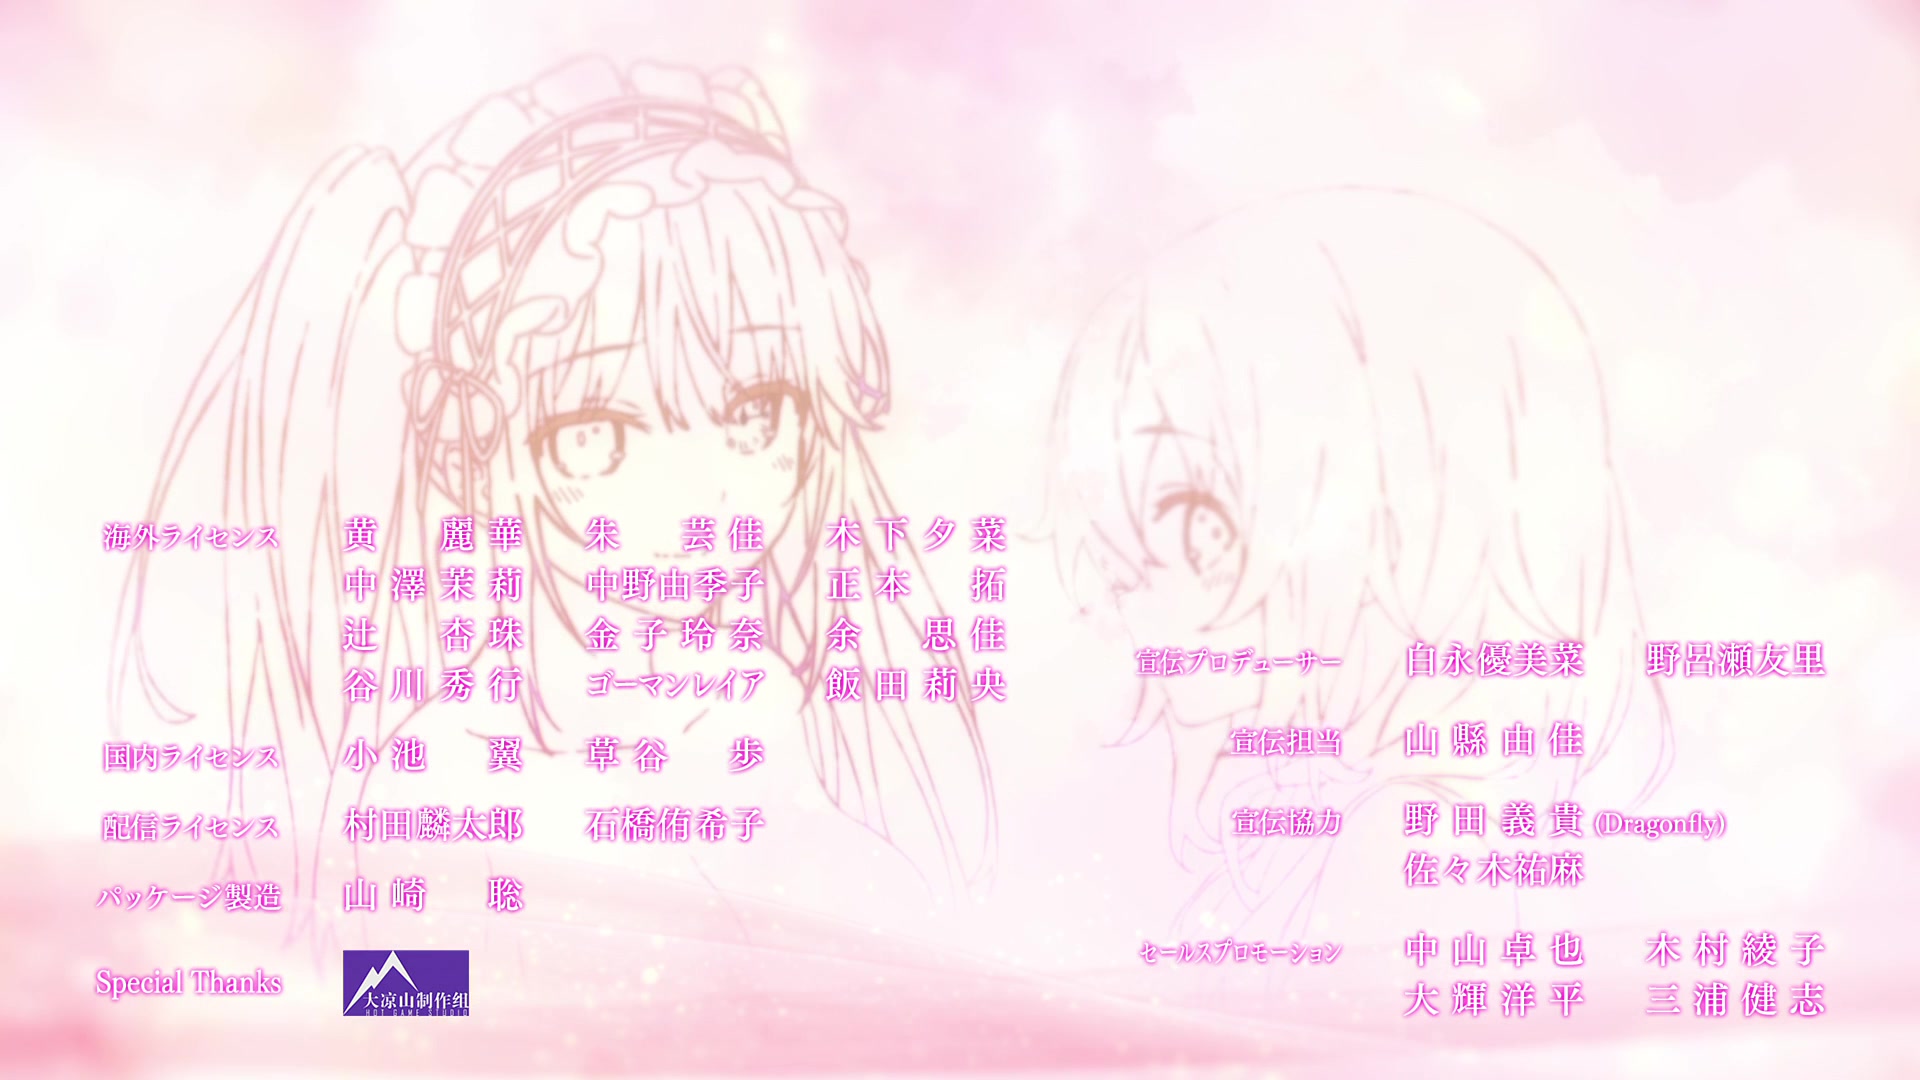 海外ライセンス 黄麗華 朱芸佳 木下夕菜
中澤茉莉 中野由季子 正本拓
辻杏珠 金子玲奈 余思佳
谷川秀行 ゴーマンレイア 飯田莉央
国内ライセンス 小池翼 草谷歩
配信ライセンス 村田麟太郎 石橋侑希子
パッケージ製造 山崎聡
Special Thanks 大凉山制作组
HOT GAME STUDIO
宣伝プロデューサー 白永優美菜 野呂瀬友里
宣伝担当 山縣由佳
宣伝協力 野田義貴 (Dragonfly)
佐々木祐麻
セールスプロモーション 中山卓也 木村綾子
大輝洋平 三浦健志